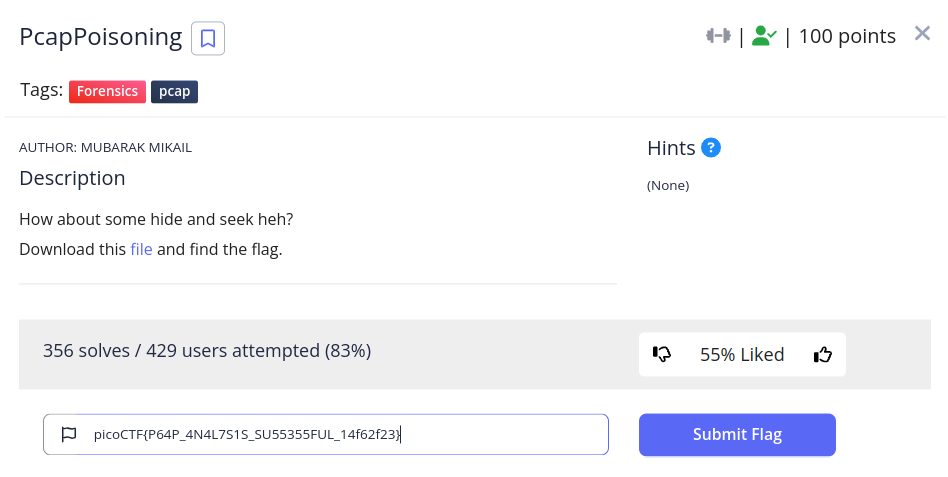 PcapPoisoning
| | 100 points
Tags: Forensics pcap
AUTHOR: MUBARAK MIKAIL
Description
How about some hide and seek heh?
Download this file and find the flag.
Hints ?
(None)
356 solves / 429 users attempted (83%)
55% Liked
picoCTF{P64P_4N4L7S1S_SU55355FUL_14f62f23}
Submit Flag